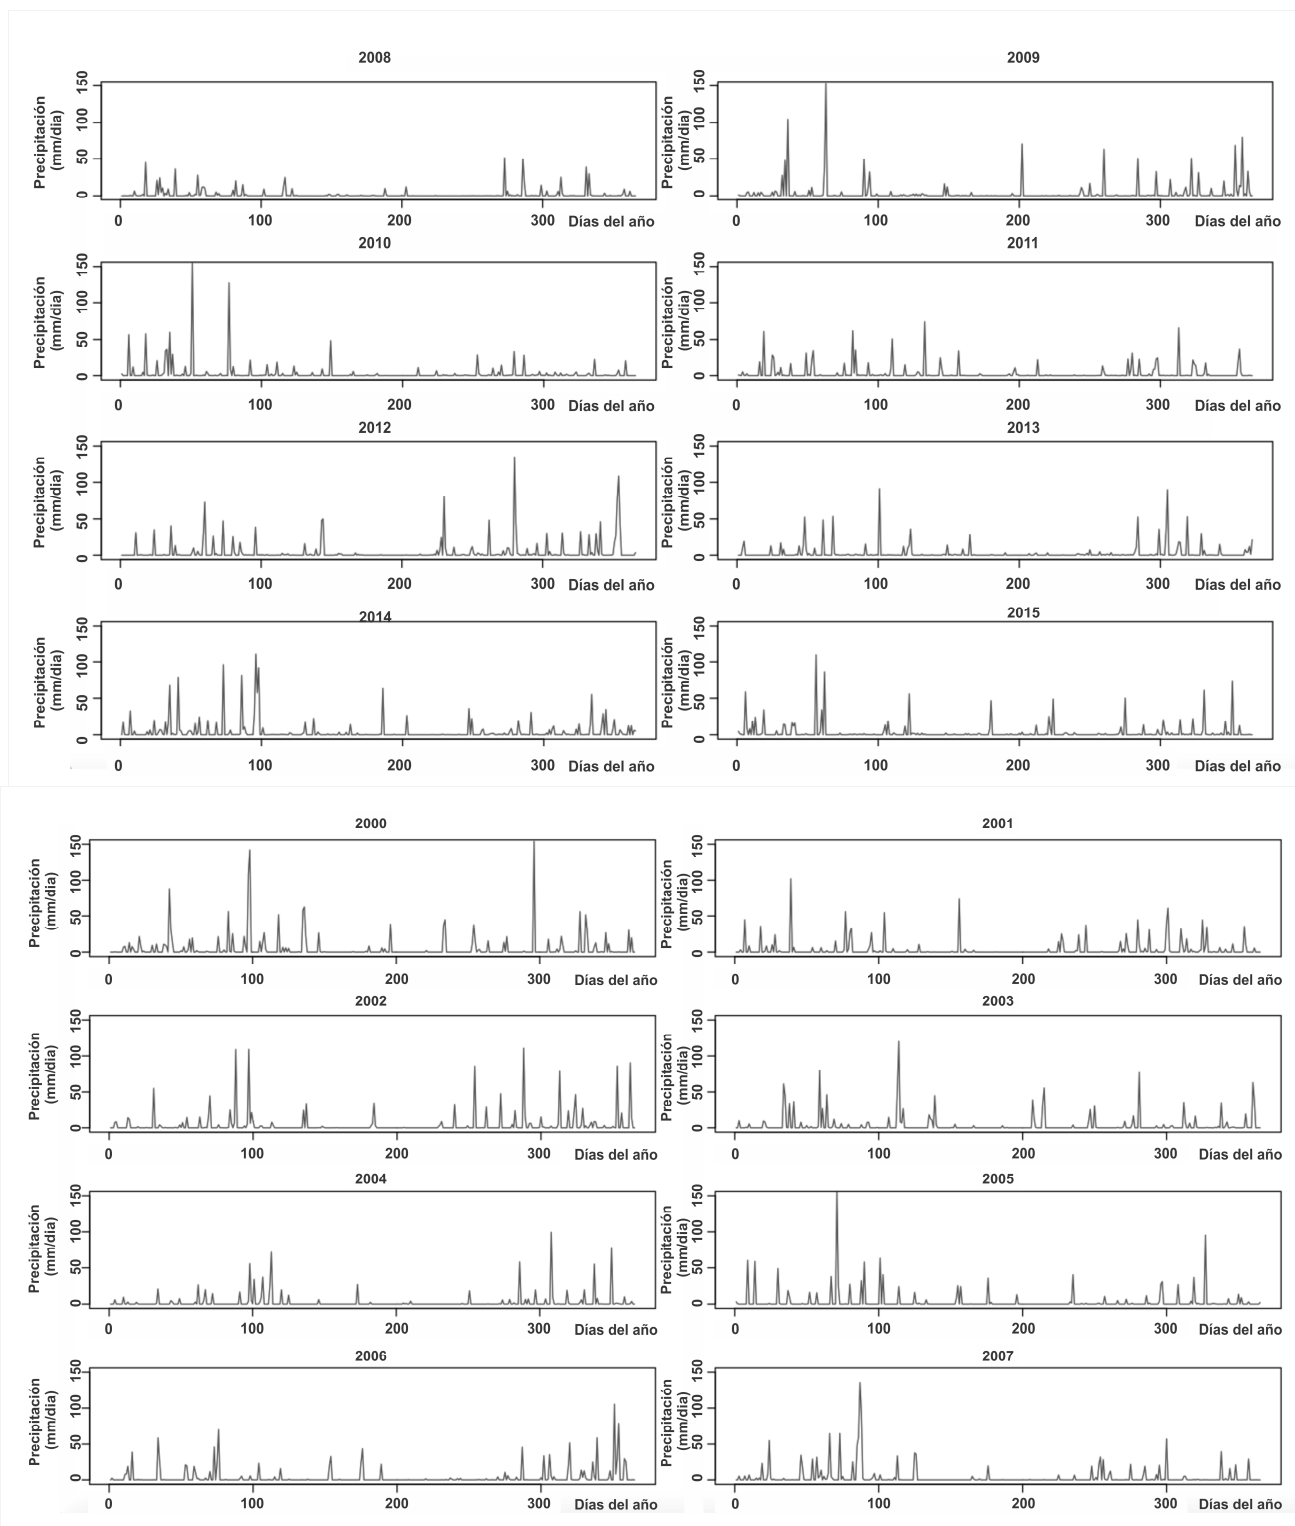 2008
2009
Precipitación
(mm/dia)
0 50 100 150
0 100 200 300 Días del año
Precipitación
(mm/dia)
0 50 100 150
0 100 200 300 Días del año
2010
2011
Precipitación
(mm/dia)
0 50 100 150
0 100 200 300 Días del año
Precipitación
(mm/dia)
0 50 100 150
0 100 200 300 Días del año
2012
2013
Precipitación
(mm/dia)
0 50 100 150
0 100 200 300 Días del año
Precipitación
(mm/dia)
0 50 100 150
0 100 200 300 Días del año
2014
2015
Precipitación
(mm/dia)
0 50 100 150
0 100 200 300 Días del año
Precipitación
(mm/dia)
0 50 100 150
0 100 200 300 Días del año
2000
2001
Precipitación
(mm/dia)
0 50 100 150
0 100 200 300 Días del año
Precipitación
(mm/dia)
0 50 100 150
0 100 200 300 Días del año
2002
2003
Precipitación
(mm/dia)
0 50 100 150
0 100 200 300 Días del año
Precipitación
(mm/dia)
0 50 100 150
0 100 200 300 Días del año
2004
2005
Precipitación
(mm/dia)
0 50 100 150
0 100 200 300 Días del año
Precipitación
(mm/dia)
0 50 100 150
0 100 200 300 Días del año
2006
2007
Precipitación
(mm/dia)
0 50 100 150
0 100 200 300 Días del año
Precipitación
(mm/dia)
0 50 100 150
0 100 200 300 Días del año